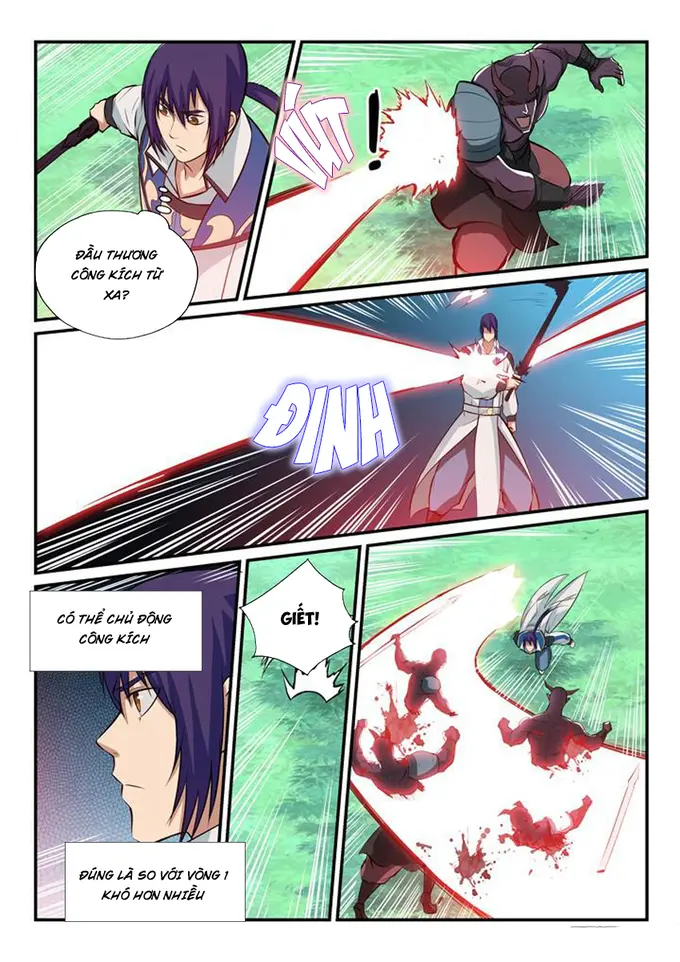 ĐẦU THƯƠNG
CÔNG KÍCH TỪ
XA?
VÚT
!
ĐINH
CÓ THỂ CHỦ ĐỘNG
CÔNG KÍCH
GIẾT!
ĐÚNG LÀ SO VỚI VÒNG 1
KHÓ HƠN NHIỀU